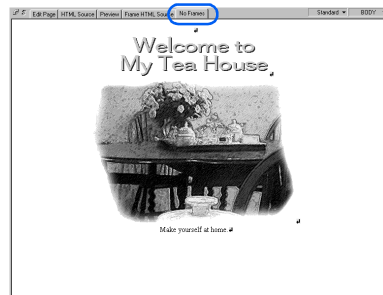 Edit Page HTML Source Preview Frame HTML Source No Frames Standard BODY
Welcome to
My Tea House
Make yourself at home.